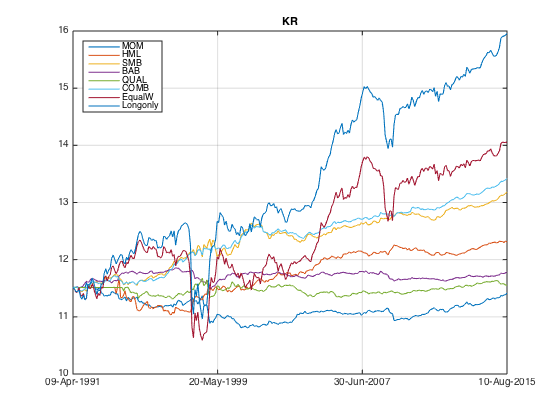 KR
16
15
14
13
12
11
10
MOM
HML
SMB
BAB
QUAL
COMB
EqualW
Longonly
09-Apr-1991
20-May-1999
30-Jun-2007
10-Aug-2015